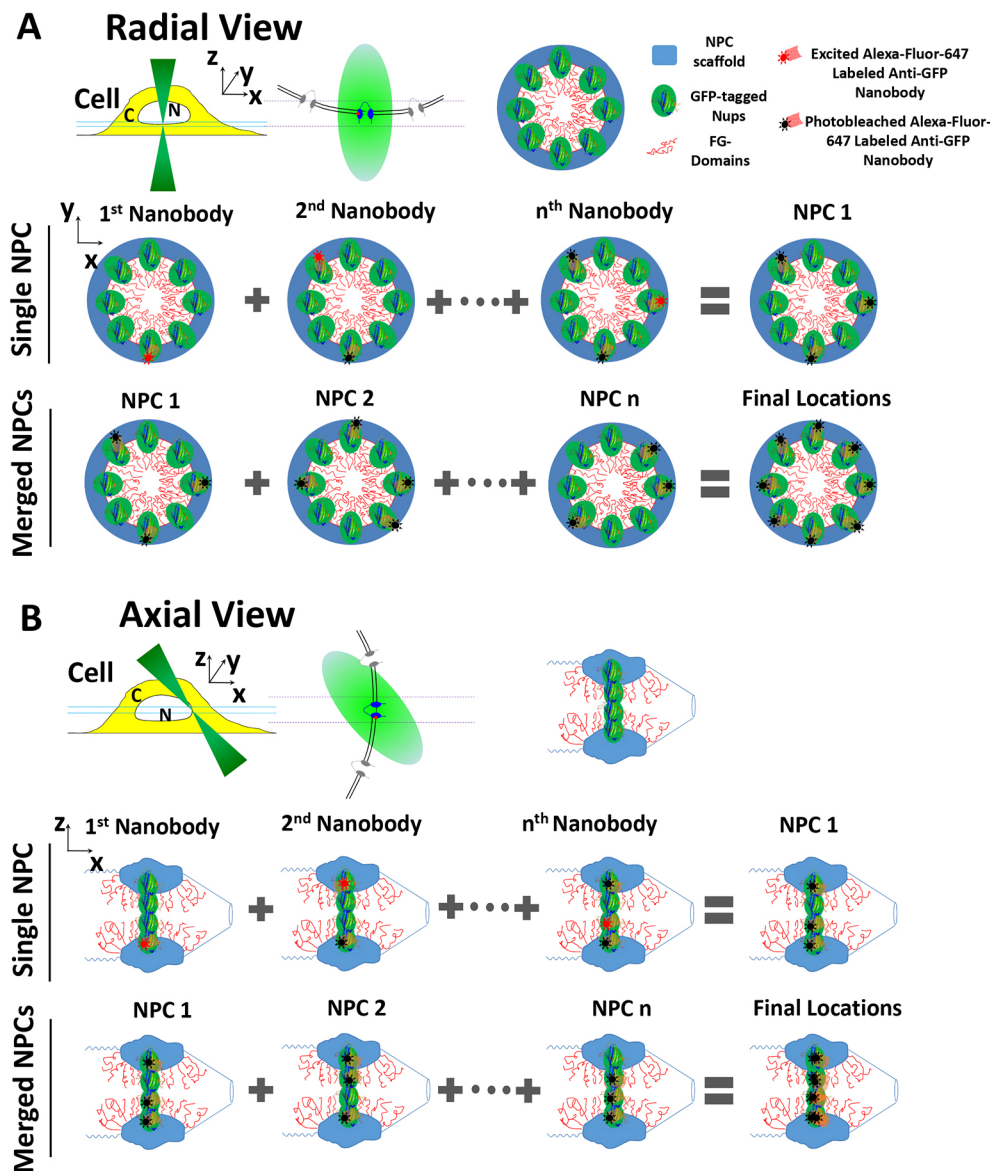 A
Radial View
Cell
C
N
z
y
x
NPC
scaffold
GFP-tagged
Nups
FG-
Domains
Excited Alexa-Fluor-647
Labeled Anti-GFP
Nanobody
Photobleached Alexa-Fluor-
647 Labeled Anti-GFP
Nanobody
Single NPC
y
x
1st Nanobody
2nd Nanobody
nth Nanobody
NPC 1
+
+ ••• +
=
Merged NPCs
NPC 1
NPC 2
NPC n
Final Locations
+
+ ••• +
=
B
Axial View
Cell
C
N
z
y
x
Single NPC
z
x
1st Nanobody
2nd Nanobody
nth Nanobody
NPC 1
+
+ ••• +
=
Merged NPCs
NPC 1
NPC 2
NPC n
Final Locations
+
+ ••• +
=